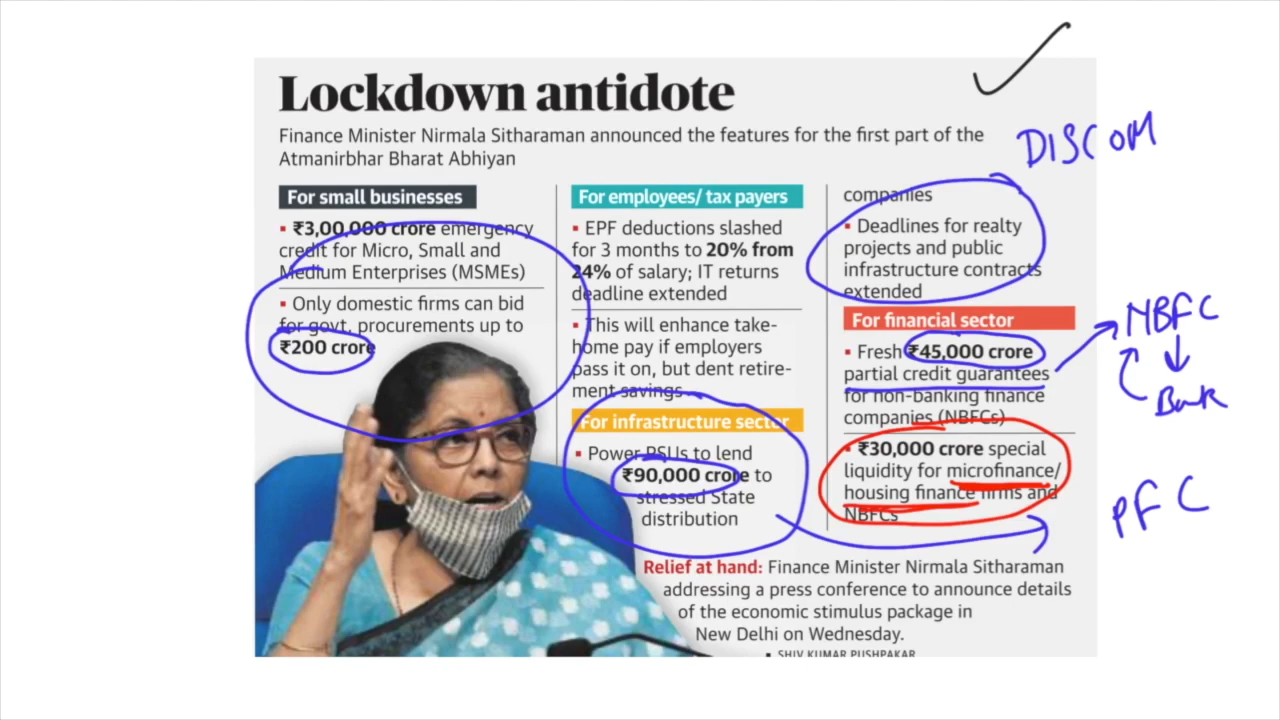 Lockdown antidote
Finance Minister Nirmala Sitharaman announced the features for the first part of the
Atmanirbhar Bharat Abhiyan
For small businesses
▪ ₹3,00,000 crore emergency
credit for Micro, Small and
Medium Enterprises (MSMEs)
▪ Only domestic firms can bid
for govt. procurements up to
₹200 crore
For employees/ tax payers
▪ EPF deductions slashed
for 3 months to 20% from
24% of salary; IT returns
deadline extended
▪ This will enhance take-
home pay if employers
pass it on, but dent retire-
ment savings
For infrastructure sector
▪ Power PSUs to lend
₹90,000 crore to
stressed State
distribution
companies
▪ Deadlines for realty
projects and public
infrastructure contracts
extended
For financial sector
▪ Fresh ₹45,000 crore
partial credit guarantees
for non-banking finance
companies (NBFCs)
▪ ₹30,000 crore special
liquidity for microfinance/
housing finance firms and
NBFCs
Relief at hand: Finance Minister Nirmala Sitharaman
addressing a press conference to announce details
of the economic stimulus package in
New Delhi on Wednesday.
▪ SHIV KUMAR PUSHPAKAR
DISCOM
NBFC
Bank
PFC